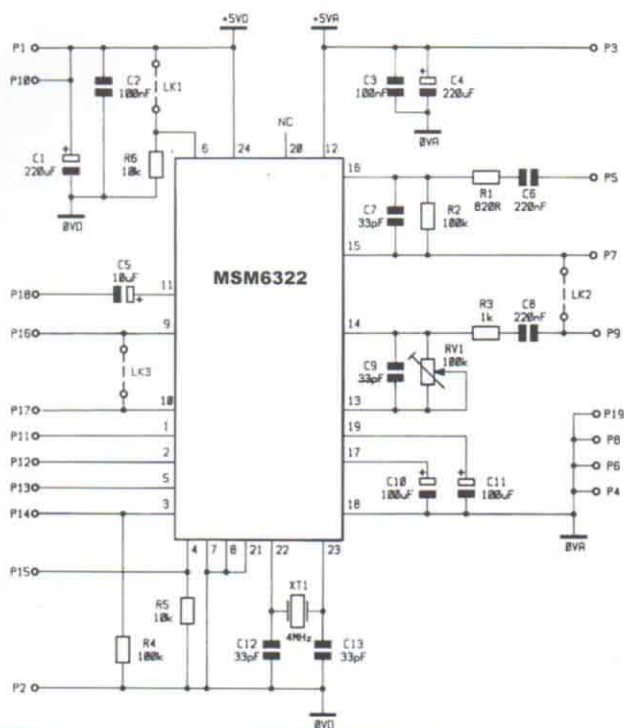 +5VD
+5VA
P1
P3
P10
C2
100nF
LK1
C3
100nF
C4
220uF
NC
C1
220uF
R6
10k
6
24
20
12
0VA
0VD
16
R1
820R
C6
220nF
P5
C7
33pF
R2
100k
15
P7
MSM6322
C5
10uF
11
P18
P16
9
14
R3
1k
C8
220nF
LK2
P9
LK3
C9
33pF
RV1
100k
P17
10
13
P11
1
19
P19
P12
2
17
P8
P13
5
C10
100uF
C11
100uF
P6
P14
3
18
P4
4
7
8
21
22
23
0VA
P15
R5
10k
XT1
4MHz
R4
100k
C12
33pF
C13
33pF
P2
0VD